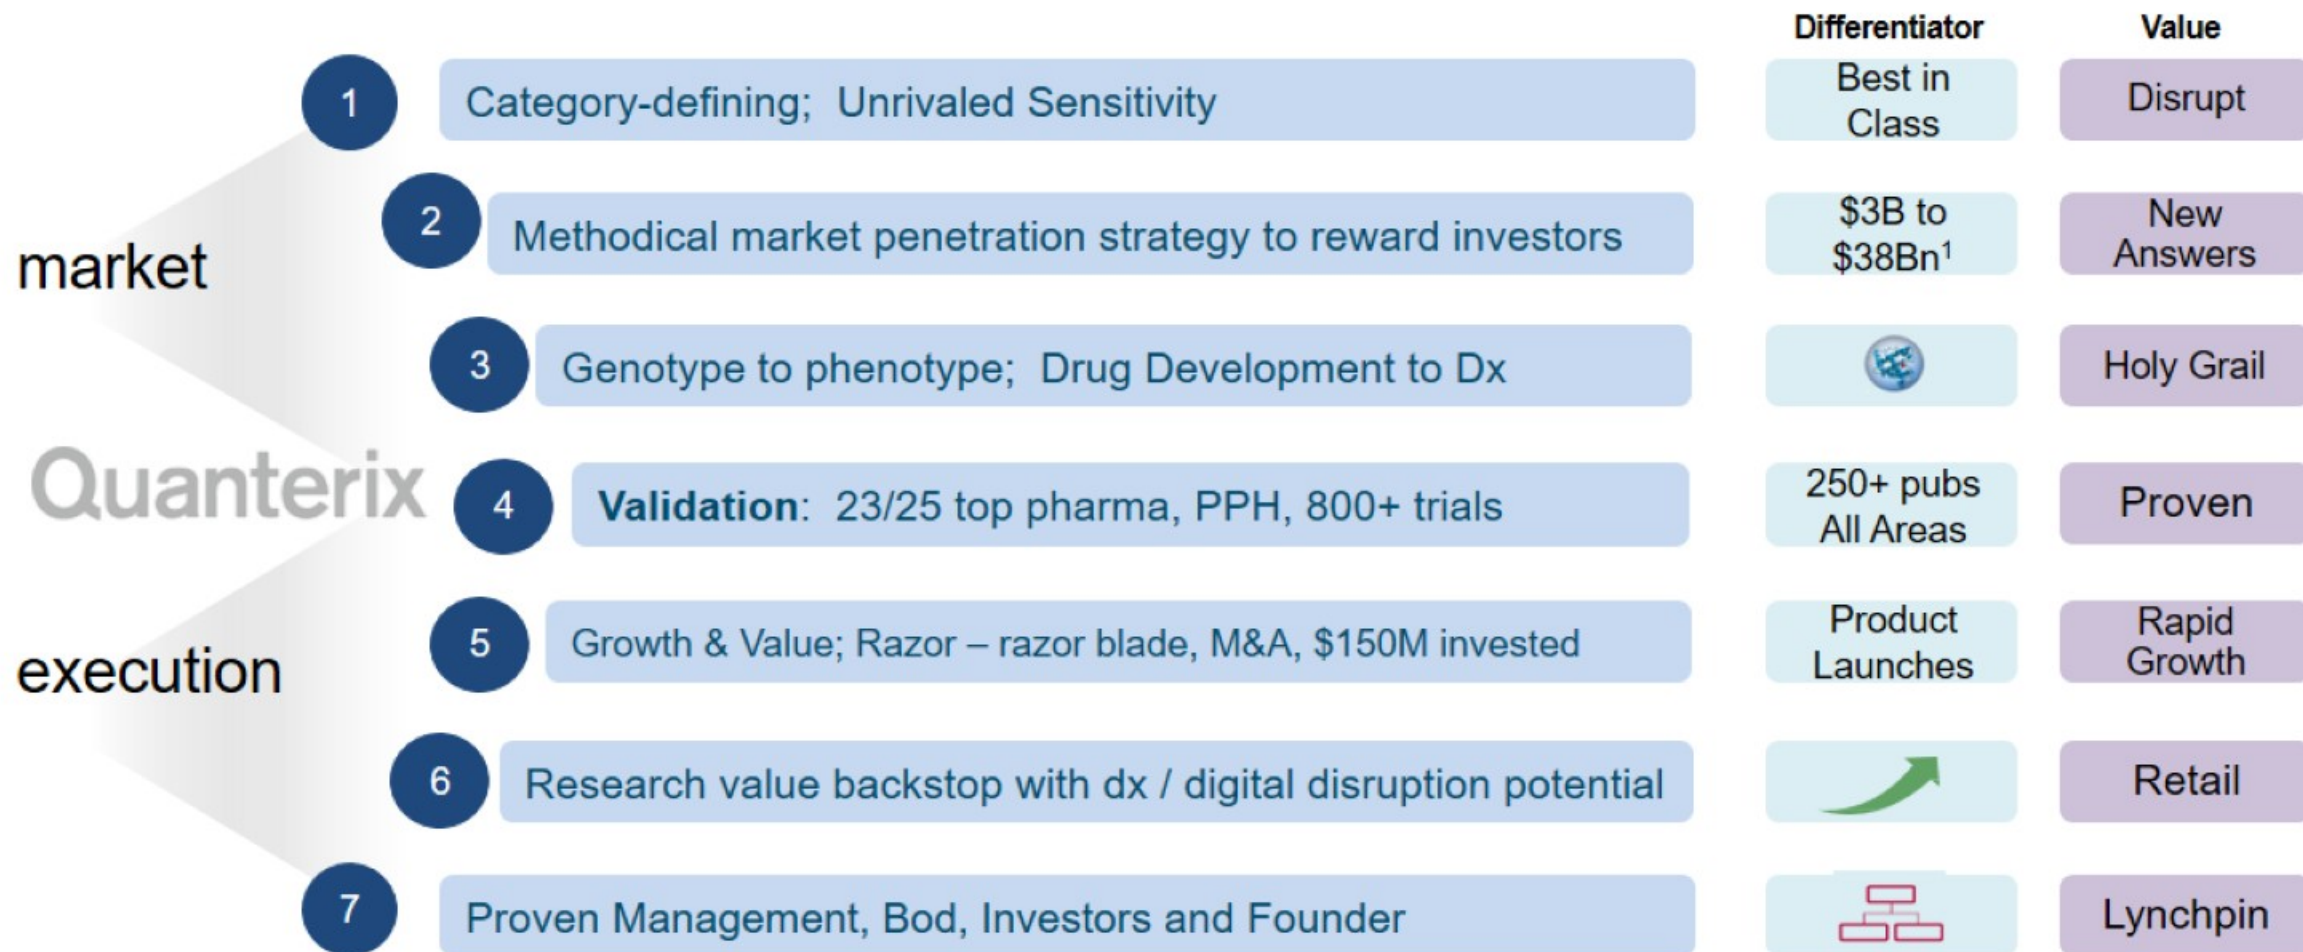 Differentiator Value
1 Category-defining; Unrivaled Sensitivity
Best in
Class
Disrupt
2 Methodical market penetration strategy to reward investors
$3B to
$38Bn¹
New
Answers
market
3 Genotype to phenotype; Drug Development to Dx
Holy Grail
Quanterix
4 Validation: 23/25 top pharma, PPH, 800+ trials
250+ pubs
All Areas
Proven
5 Growth & Value; Razor – razor blade, M&A, $150M invested
Product
Launches
Rapid
Growth
execution
6 Research value backstop with dx / digital disruption potential
Retail
7 Proven Management, Bod, Investors and Founder
Lynchpin